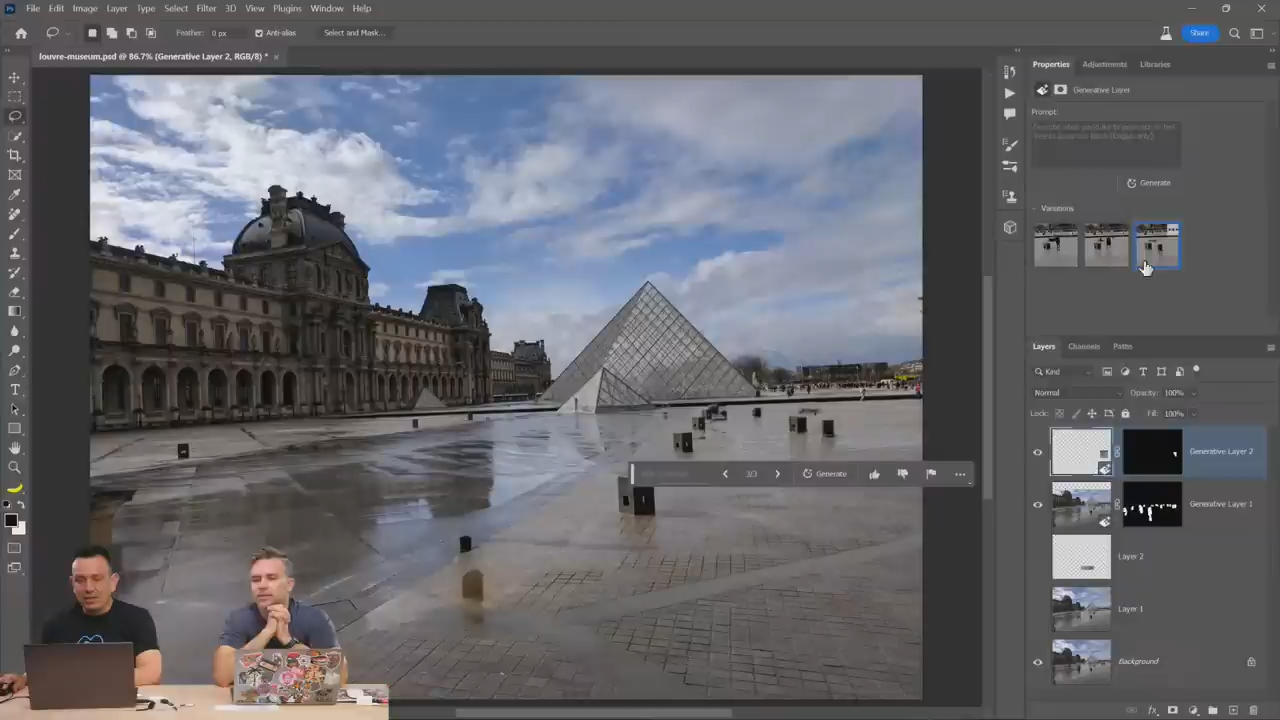 Ps File Edit Image Layer Type Select Filter 3D View Plugins Window Help
Feather: 0 px Anti-alias Select and Mask... Share
louvre-museum.psd @ 86.7% (Generative Layer 2, RGB/8) * ×
Properties Adjustments Libraries
Generative Layer
Prompt:
Generate
Variations
3/3 Generate
Layers Channels Paths
Kind
Normal Opacity: 100%
Lock: Fill: 100%
Generative Layer 2
Generative Layer 1
Layer 2
Layer 1
Background
fx